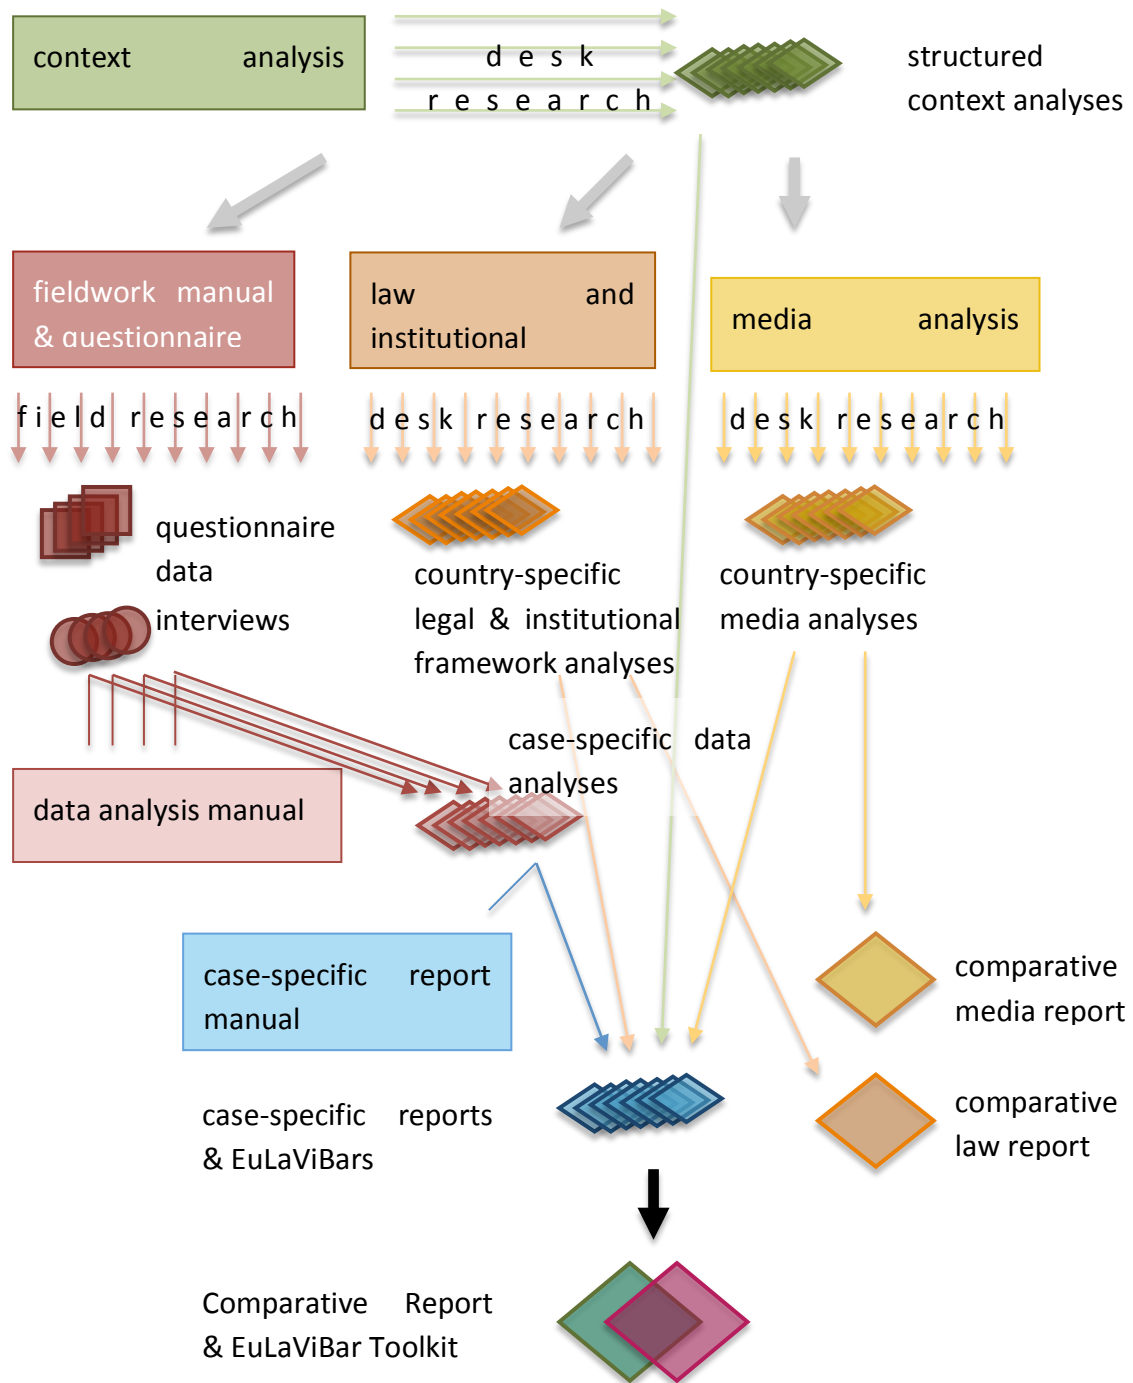 context analysis
d e s k
r e s e a r c h
structured
context analyses
fieldwork manual
& questionnaire
law and
institutional
media analysis
f i e l d r e s e a r c h
d e s k r e s e a r c h
d e s k r e s e a r c h
questionnaire
data
interviews
country-specific
legal & institutional
framework analyses
country-specific
media analyses
case-specific data
analyses
data analysis manual
case-specific report
manual
comparative
media report
case-specific reports
& EuLaViBars
comparative
law report
Comparative Report
& EuLaViBar Toolkit